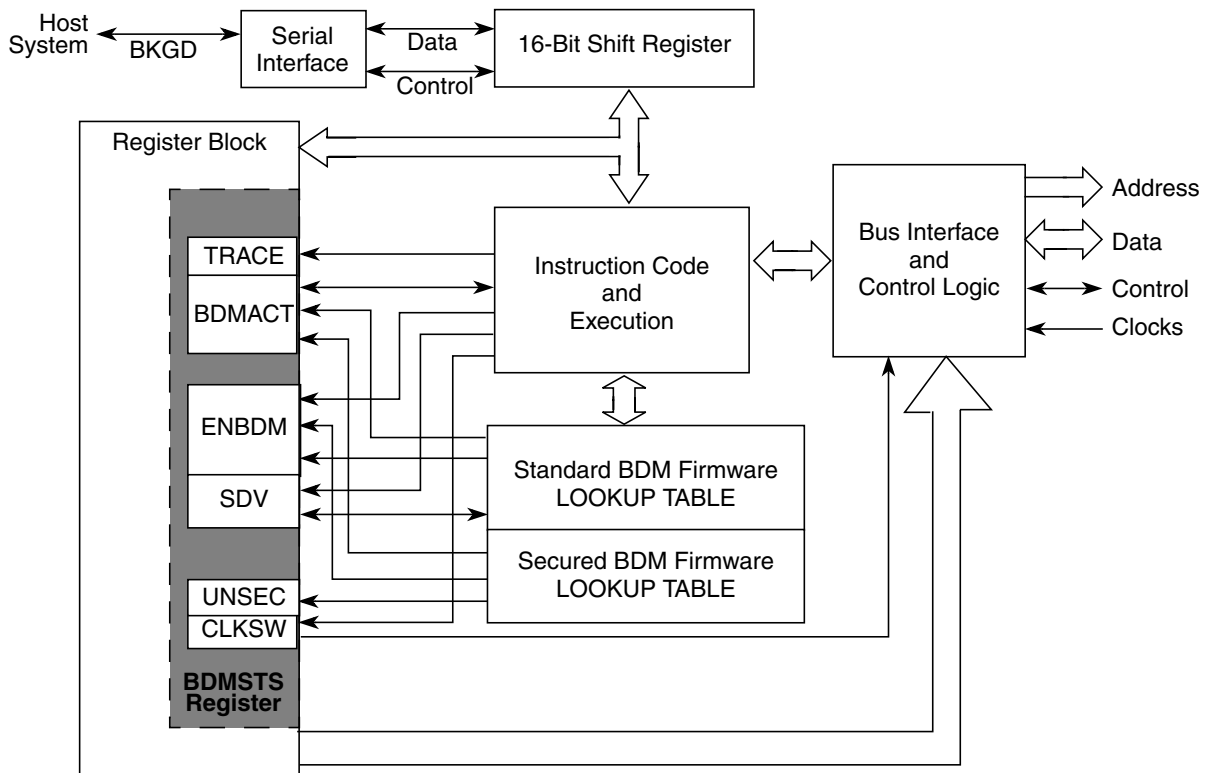 Host
System
BKGD
Serial
Interface
Data
Control
16-Bit Shift Register
Register Block
TRACE
BDMACT
ENBDM
SDV
UNSEC
CLKSW
BDMSTS
Register
Instruction Code
and
Execution
Standard BDM Firmware
LOOKUP TABLE
Secured BDM Firmware
LOOKUP TABLE
Bus Interface
and
Control Logic
Address
Data
Control
Clocks